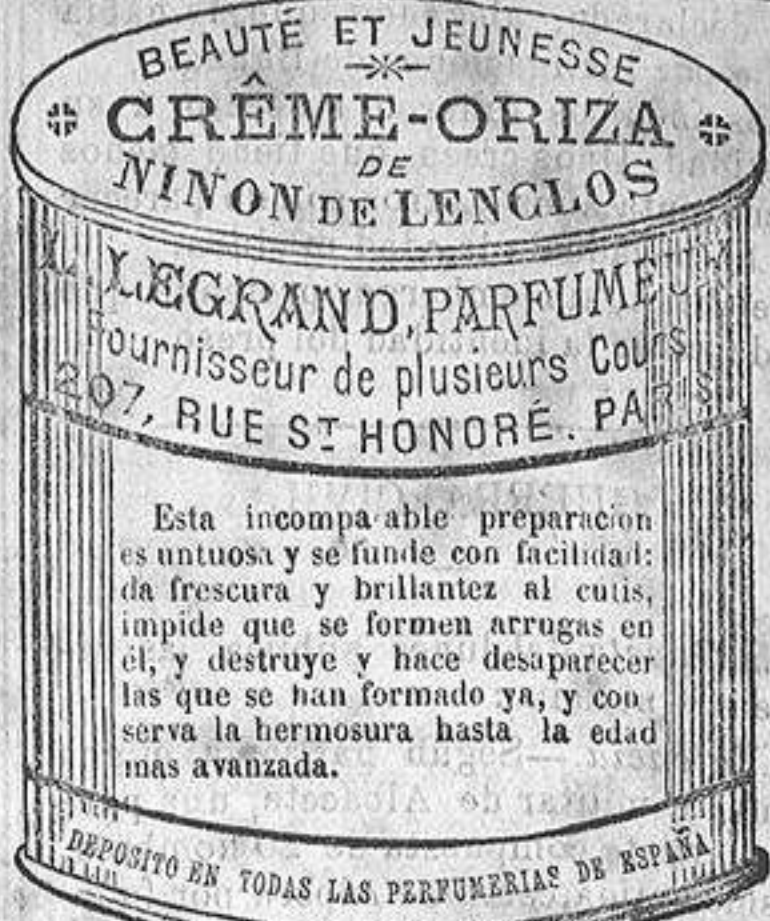 BEAUTÉ ET JEUNESSE
CRÊME-ORIZA
DE
NINON DE LENCLOS
L. LEGRAND, PARFUMEUR
Fournisseur de plusieurs Cours
207, RUE ST HONORÉ. PARIS
Esta incompa able preparacion
es untuosa y se funde con facilidad:
da frescura y brillantez al cutis,
impide que se formen arrugas en
él, y destruye y hace desaparecer
las que se han formado ya, y con
serva la hermosura hasta la edad
mas avanzada.
DEPOSITO EN TODAS LAS PERFUMERIAS DE ESPAÑA